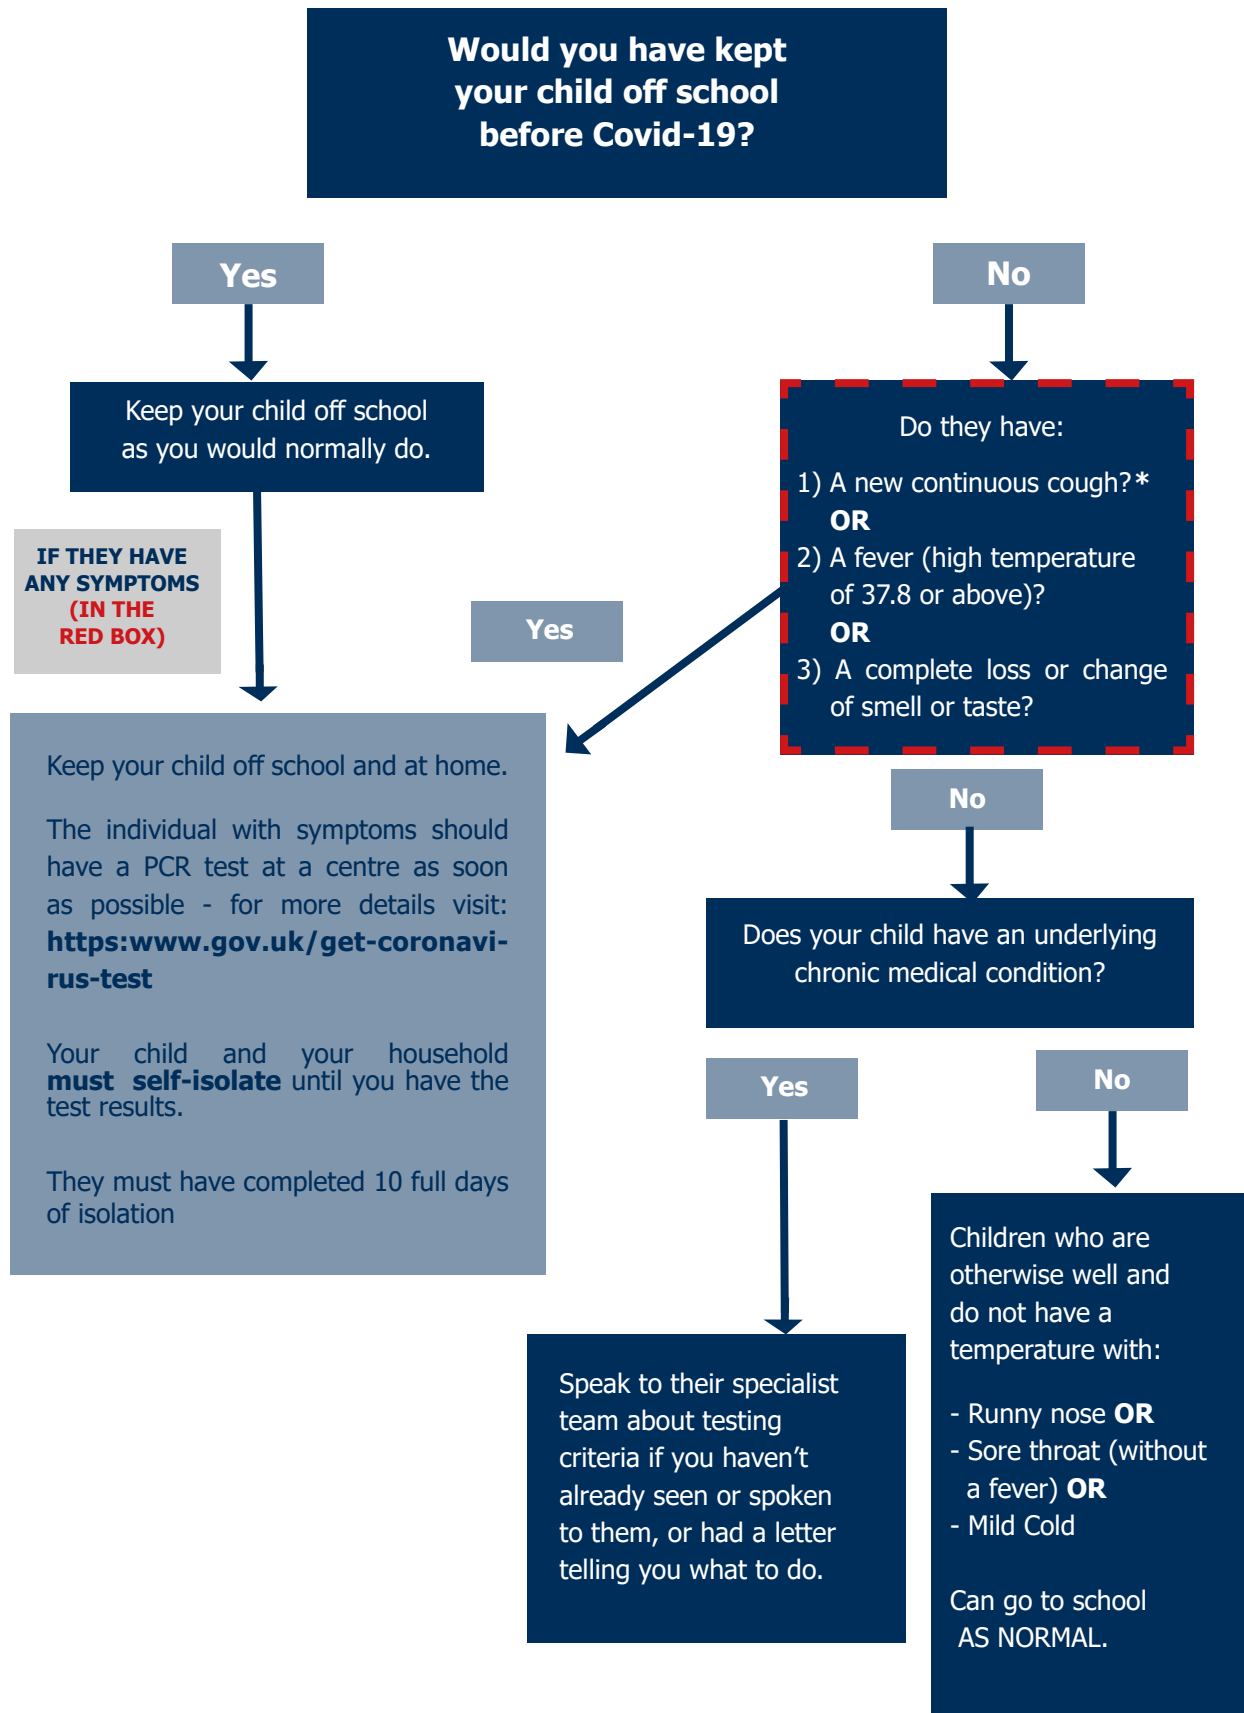 Would you have kept
your child off school
before Covid-19?
Yes
No
Keep your child off school
as you would normally do.
Do they have:
1) A new continuous cough?*
OR
2) A fever (high temperature
of 37.8 or above)?
OR
3) A complete loss or change
of smell or taste?
IF THEY HAVE
ANY SYMPTOMS
(IN THE
RED BOX)
Yes
Keep your child off school and at home.
The individual with symptoms should
have a PCR test at a centre as soon
as possible - for more details visit:
https:www.gov.uk/get-coronavi-
rus-test
Your child and your household
must self-isolate until you have the
test results.
They must have completed 10 full days
of isolation
No
Does your child have an underlying
chronic medical condition?
Yes
No
Speak to their specialist
team about testing
criteria if you haven’t
already seen or spoken
to them, or had a letter
telling you what to do.
Children who are
otherwise well and
do not have a
temperature with:
- Runny nose OR
- Sore throat (without
a fever) OR
- Mild Cold
Can go to school
AS NORMAL.